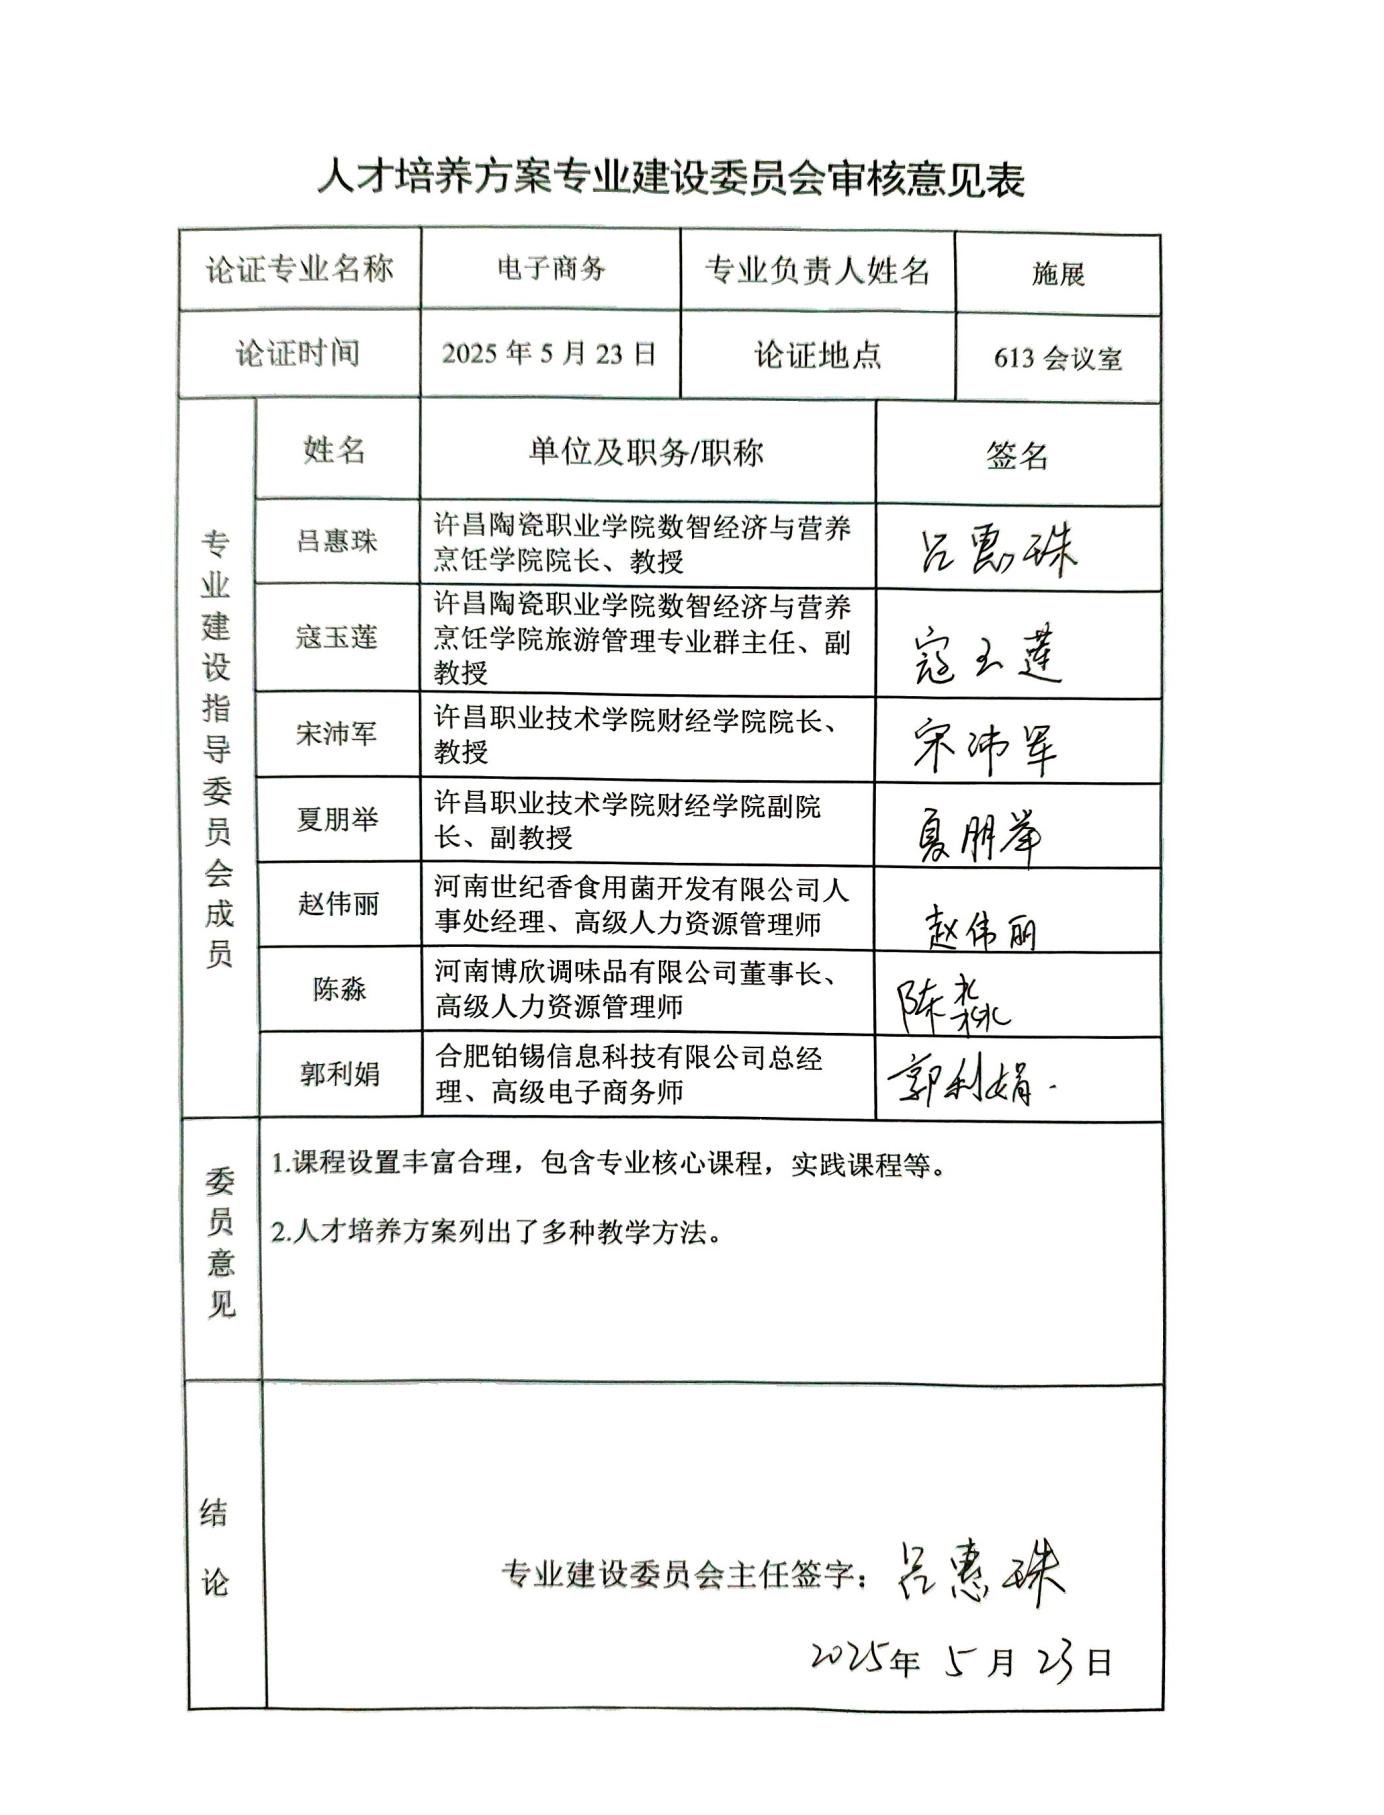 人才培养方案专业建设委员会审核意见表
论证专业名称 电子商务 专业负责人姓名 施展
论证时间 2025年5月23日 论证地点 613会议室
专业建设指导委员会成员
姓名 单位及职务/职称 签名
吕惠珠 许昌陶瓷职业学院数智经济与营养
烹饪学院院长、教授 吕惠珠
寇玉莲 许昌陶瓷职业学院数智经济与营养
烹饪学院旅游管理专业群主任、副
教授 寇玉莲
宋沛军 许昌职业技术学院财经学院院长、
教授 宋沛军
夏朋举 许昌职业技术学院财经学院副院
长、副教授 夏朋举
赵伟丽 河南世纪香食用菌开发有限公司人
事处经理、高级人力资源管理师 赵伟丽
陈淼 河南博欣调味品有限公司董事长、
高级人力资源管理师 陈淼
郭利娟 合肥铂锡信息科技有限公司总经
理、高级电子商务师 郭利娟
委员意见
1.课程设置丰富合理，包含专业核心课程，实践课程等。
2.人才培养方案列出了多种教学方法。
结论
专业建设委员会主任签字：吕惠珠
2025年5月23日